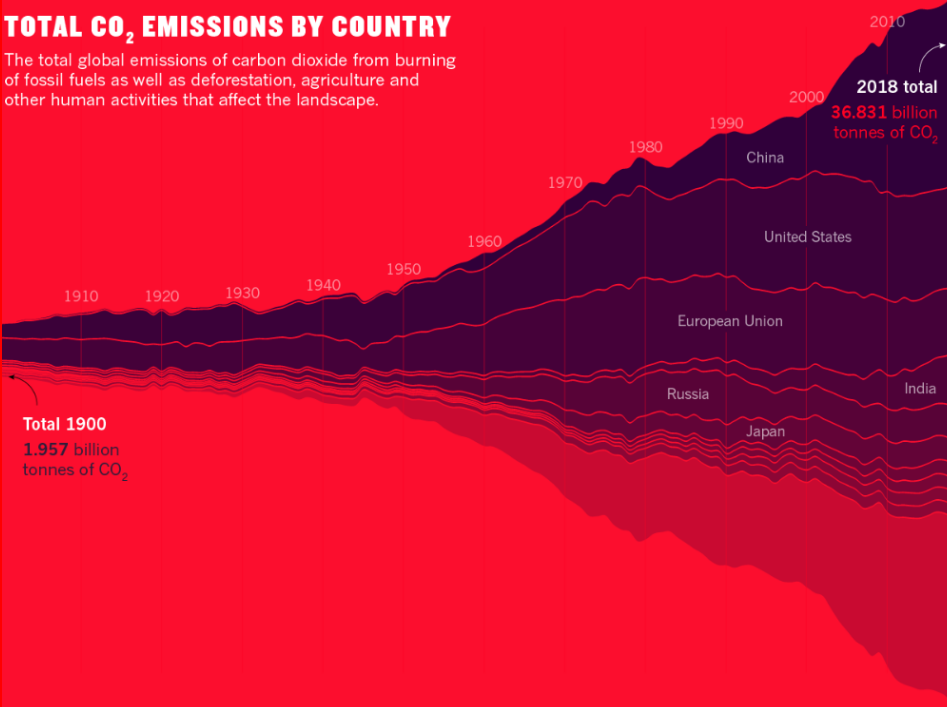 TOTAL CO₂ EMISSIONS BY COUNTRY
The total global emissions of carbon dioxide from burning
of fossil fuels as well as deforestation, agriculture and
other human activities that affect the landscape.
2010
2018 total
36.831 billion
tonnes of CO₂
2000
1990
1980
1970
1960
1950
1940
1930
1920
1910
China
United States
European Union
India
Russia
Japan
Total 1900
1.957 billion
tonnes of CO₂